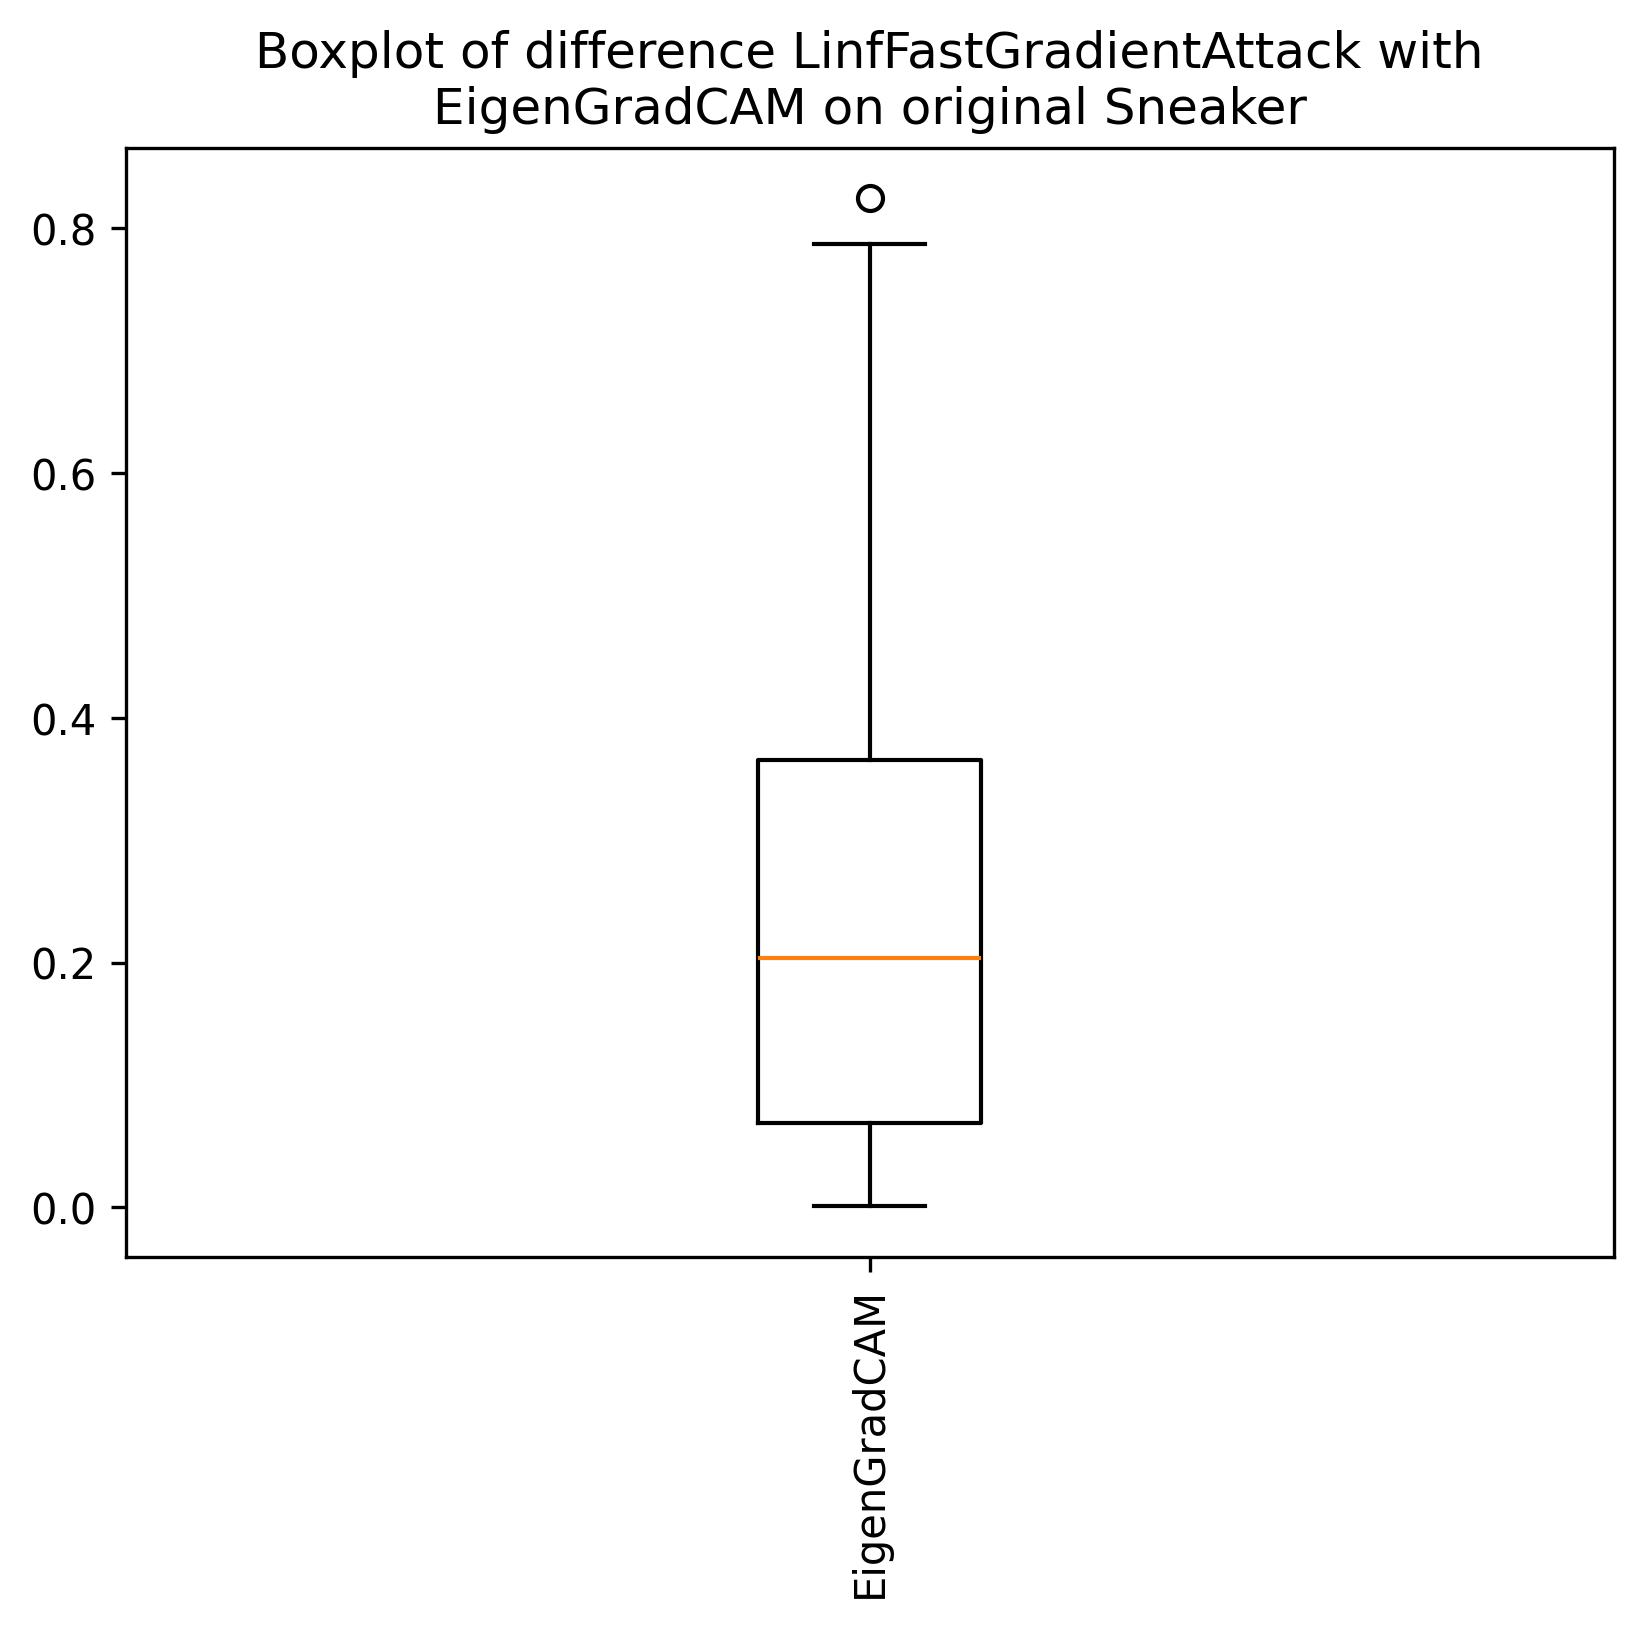 Boxplot of difference LinfFastGradientAttack with
EigenGradCAM on original Sneaker
0.8
0.6
0.4
0.2
0.0
EigenGradCAM